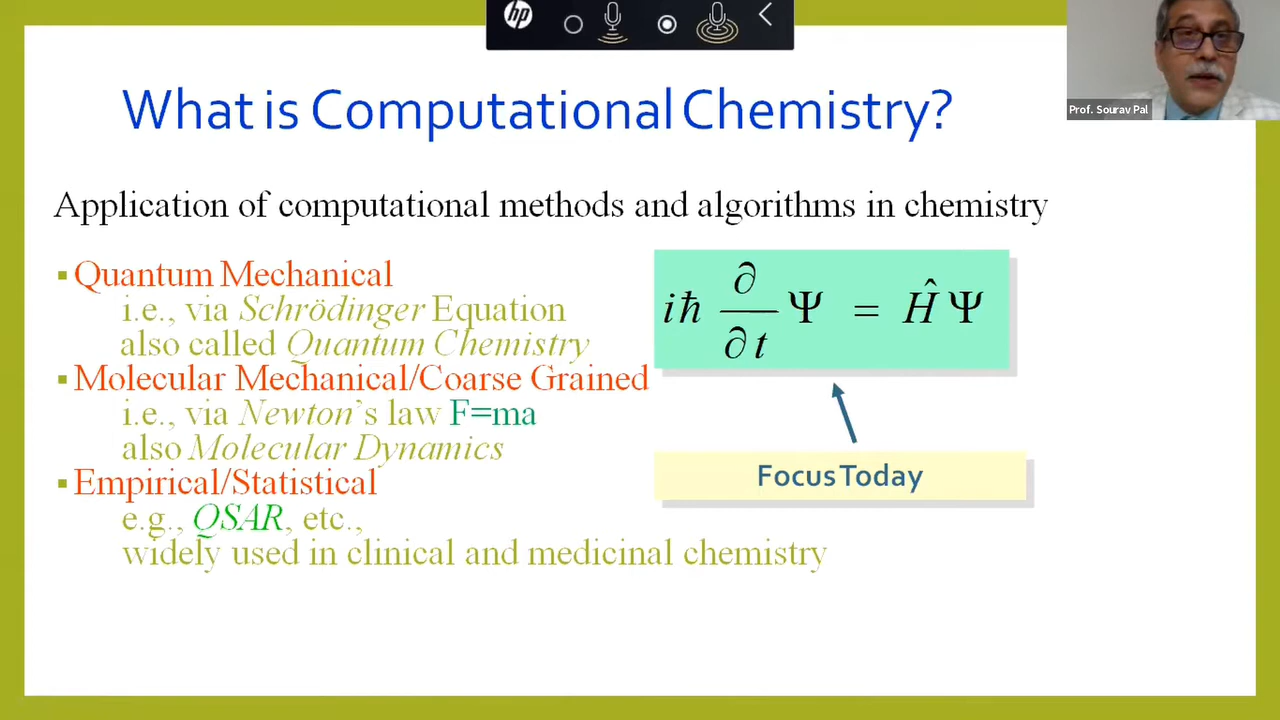 hp
Prof. Sourav Pal
What is Computational Chemistry?
Application of computational methods and algorithms in chemistry
▪ Quantum Mechanical
i.e., via Schrödinger Equation
also called Quantum Chemistry
▪ Molecular Mechanical/Coarse Grained
i.e., via Newton's law F=ma
also Molecular Dynamics
▪ Empirical/Statistical
e.g., QSAR, etc.,
widely used in clinical and medicinal chemistry
iħ ∂/∂t Ψ = Ĥ Ψ
Focus Today